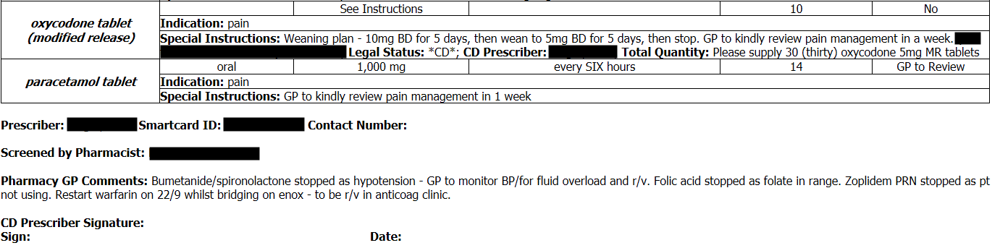 See Instructions 10 No
oxycodone tablet
(modified release)
Indication: pain
Special Instructions: Weaning plan - 10mg BD for 5 days, then wean to 5mg BD for 5 days, then stop. GP to kindly review pain management in a week.
Legal Status: *CD*; CD Prescriber: Total Quantity: Please supply 30 (thirty) oxycodone 5mg MR tablets
paracetamol tablet
oral 1,000 mg every SIX hours 14 GP to Review
Indication: pain
Special Instructions: GP to kindly review pain management in 1 week
Prescriber: Smartcard ID: Contact Number:
Screened by Pharmacist:
Pharmacy GP Comments: Bumetanide/spironolactone stopped as hypotension - GP to monitor BP/for fluid overload and r/v. Folic acid stopped as folate in range. Zoplidem PRN stopped as pt
not using. Restart warfarin on 22/9 whilst bridging on enox - to be r/v in anticoag clinic.
CD Prescriber Signature:
Sign: Date: